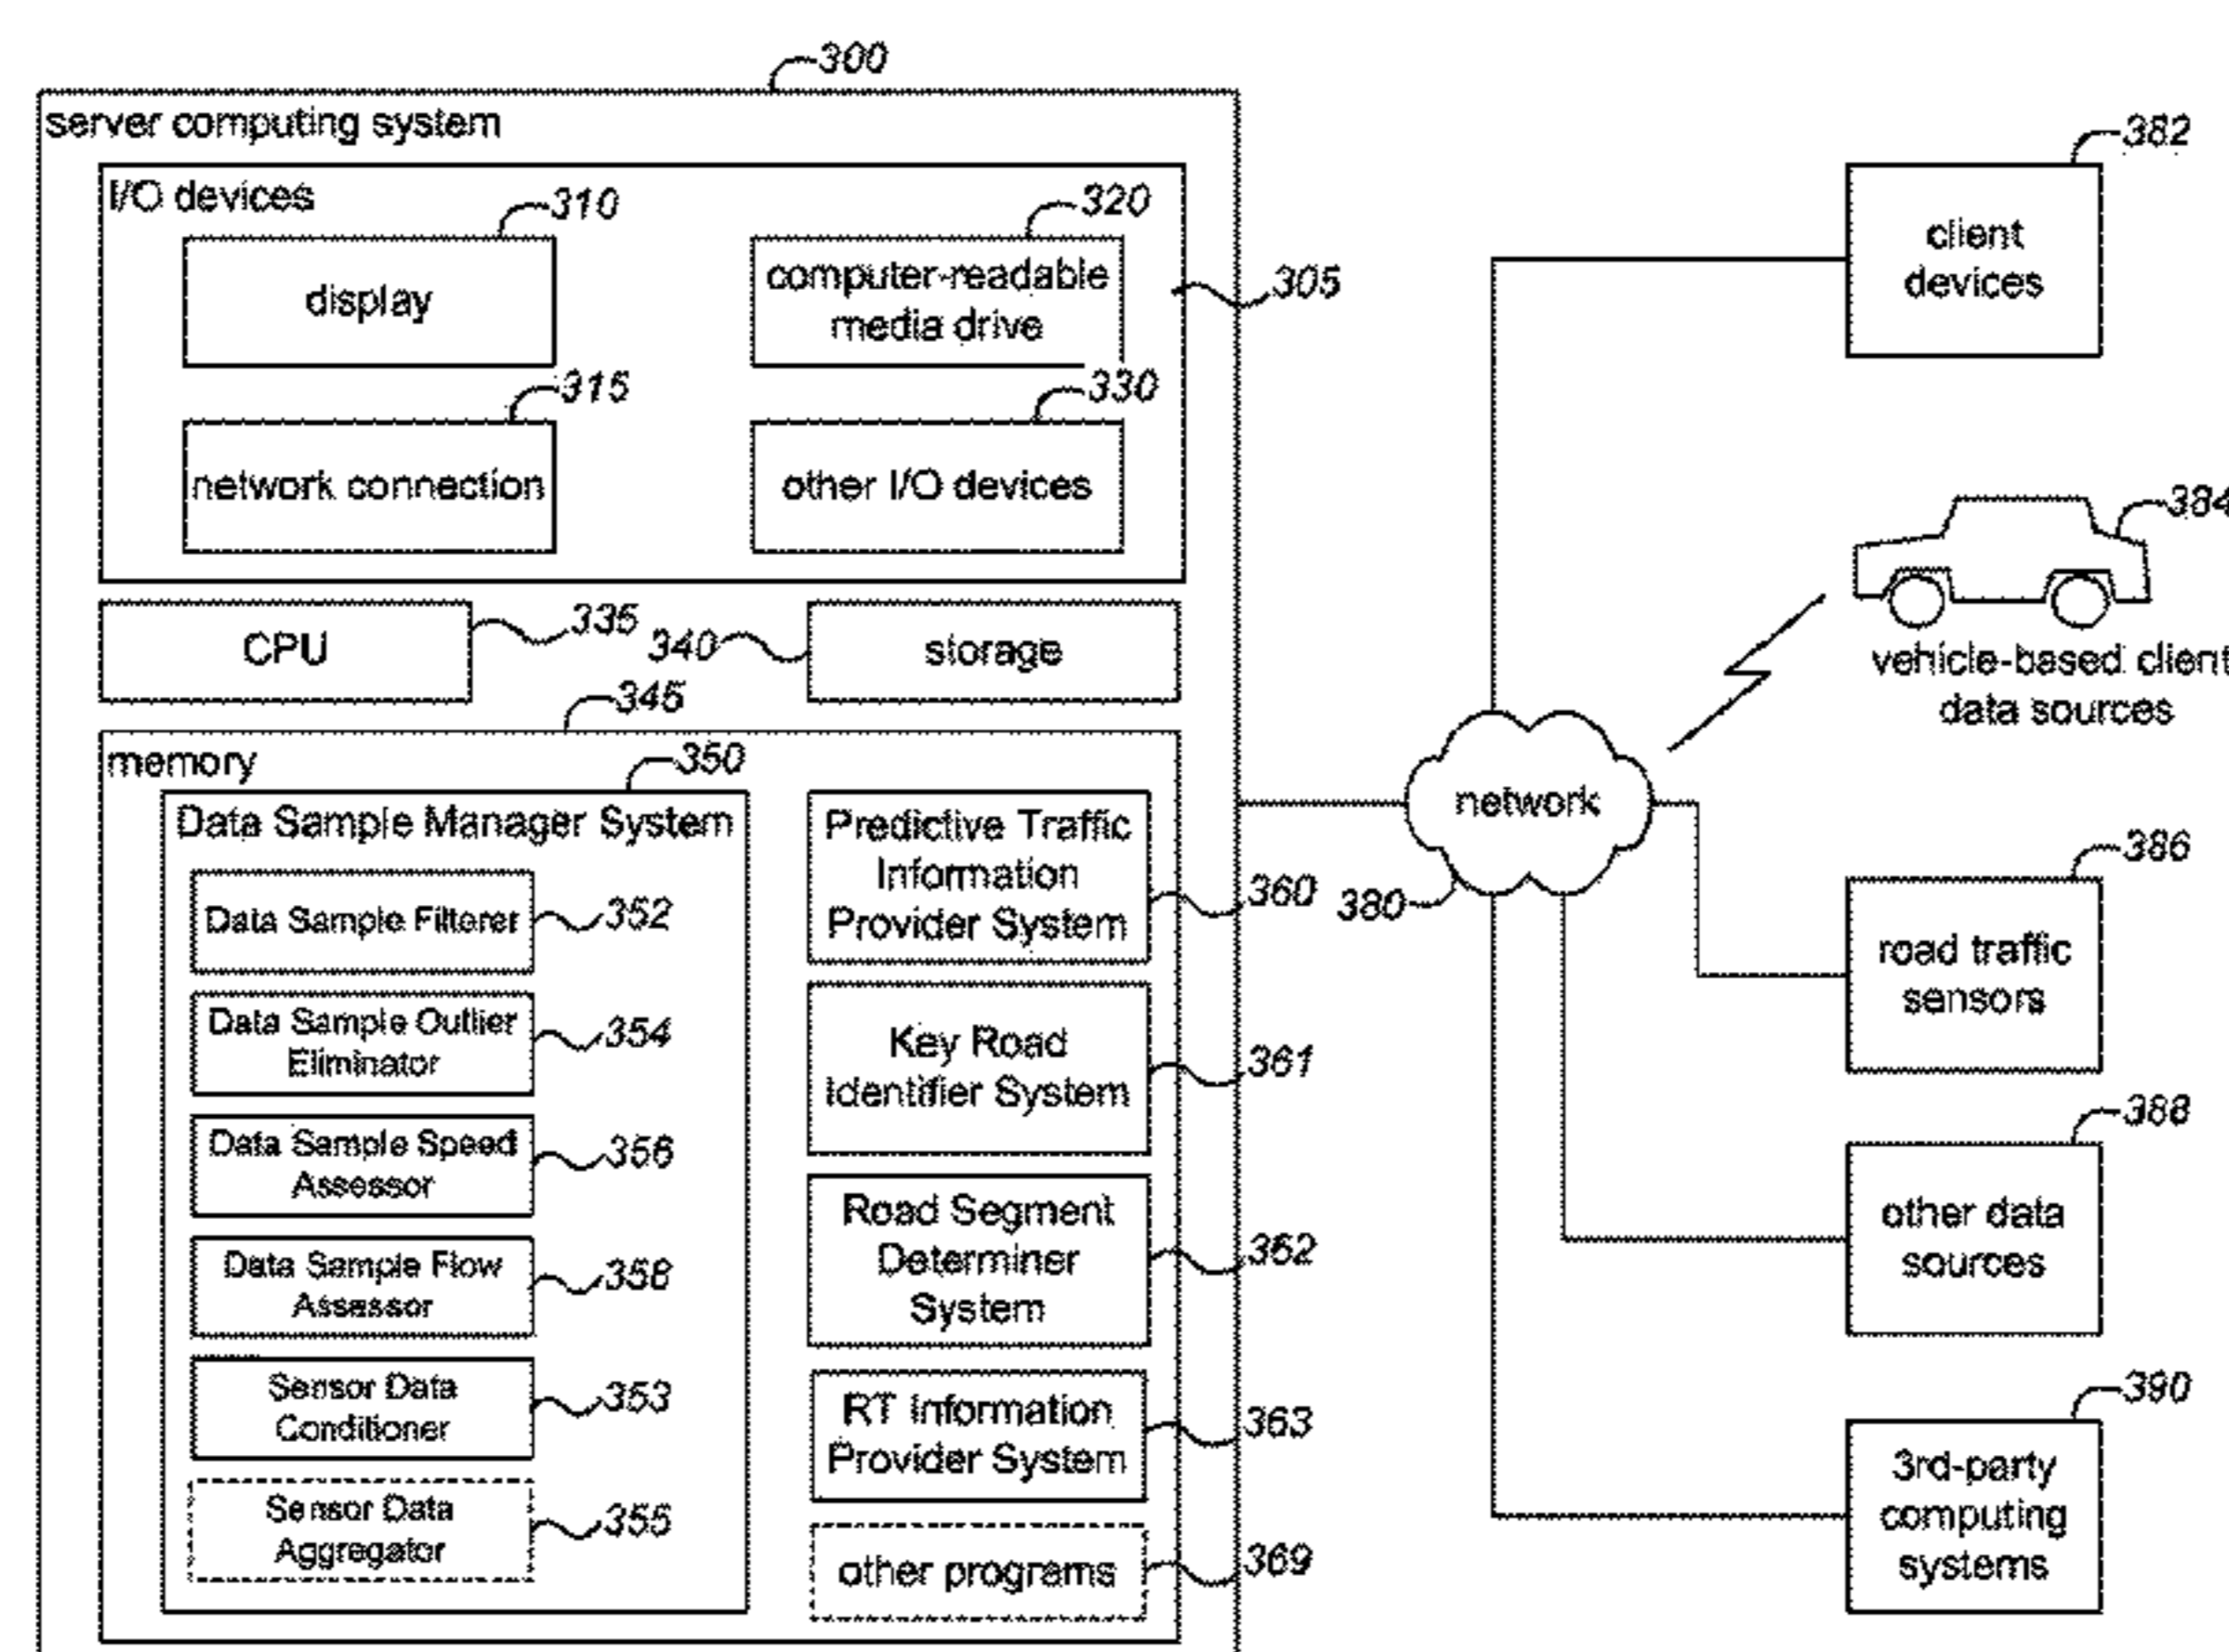 300
server computing system
I/O devices
310
display
320
computer-readable
media drive
305
315
network connection
330
other I/O devices
CPU
335
340
storage
345
memory
350
Data Sample Manager System
Data Sample Filterer
352
Data Sample Outlier
Eliminator
354
Data Sample Speed
Assessor
356
Data Sample Flow
Assessor
358
Sensor Data
Conditioner
353
Sensor Data
Aggregator
355
Predictive Traffic
Information
Provider System
360
Key Road
Identifier System
361
Road Segment
Determiner
System
362
RT Information
Provider System
363
other programs
369
network
380
382
client
devices
384
vehicle-based client
data sources
386
road traffic
sensors
388
other data
sources
390
3rd-party
computing
systems